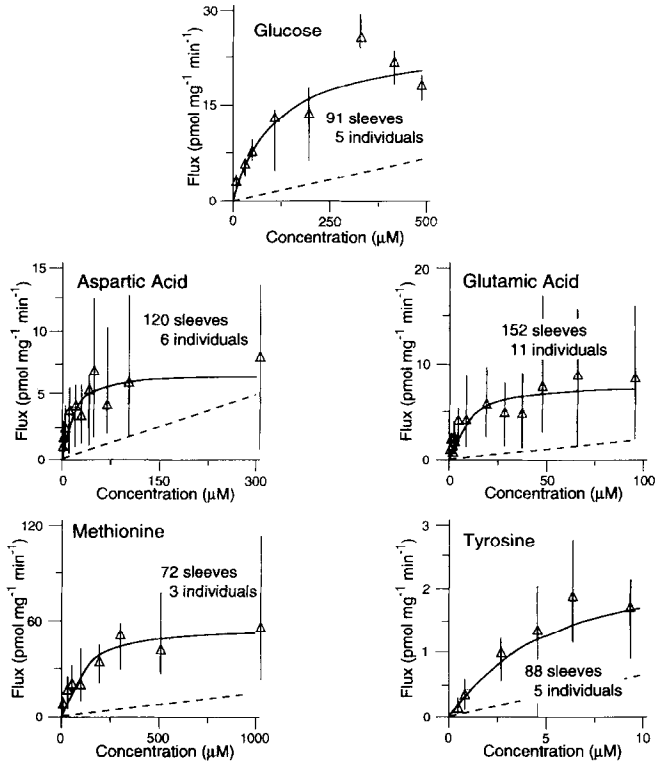 Glucose
30
15
0
Flux (pmol mg⁻¹ min⁻¹)
91 sleeves
5 individuals
0 250 500
Concentration (µM)
Aspartic Acid
15
10
5
0
Flux (pmol mg⁻¹ min⁻¹)
120 sleeves
6 individuals
0 150 300
Concentration (µM)
Glutamic Acid
20
10
0
Flux (pmol mg⁻¹ min⁻¹)
152 sleeves
11 individuals
0 50 100
Concentration (µM)
Methionine
120
60
0
Flux (pmol mg⁻¹ min⁻¹)
72 sleeves
3 individuals
0 500 1000
Concentration (µM)
Tyrosine
3
2
1
0
Flux (pmol mg⁻¹ min⁻¹)
88 sleeves
5 individuals
0 5 10
Concentration (µM)